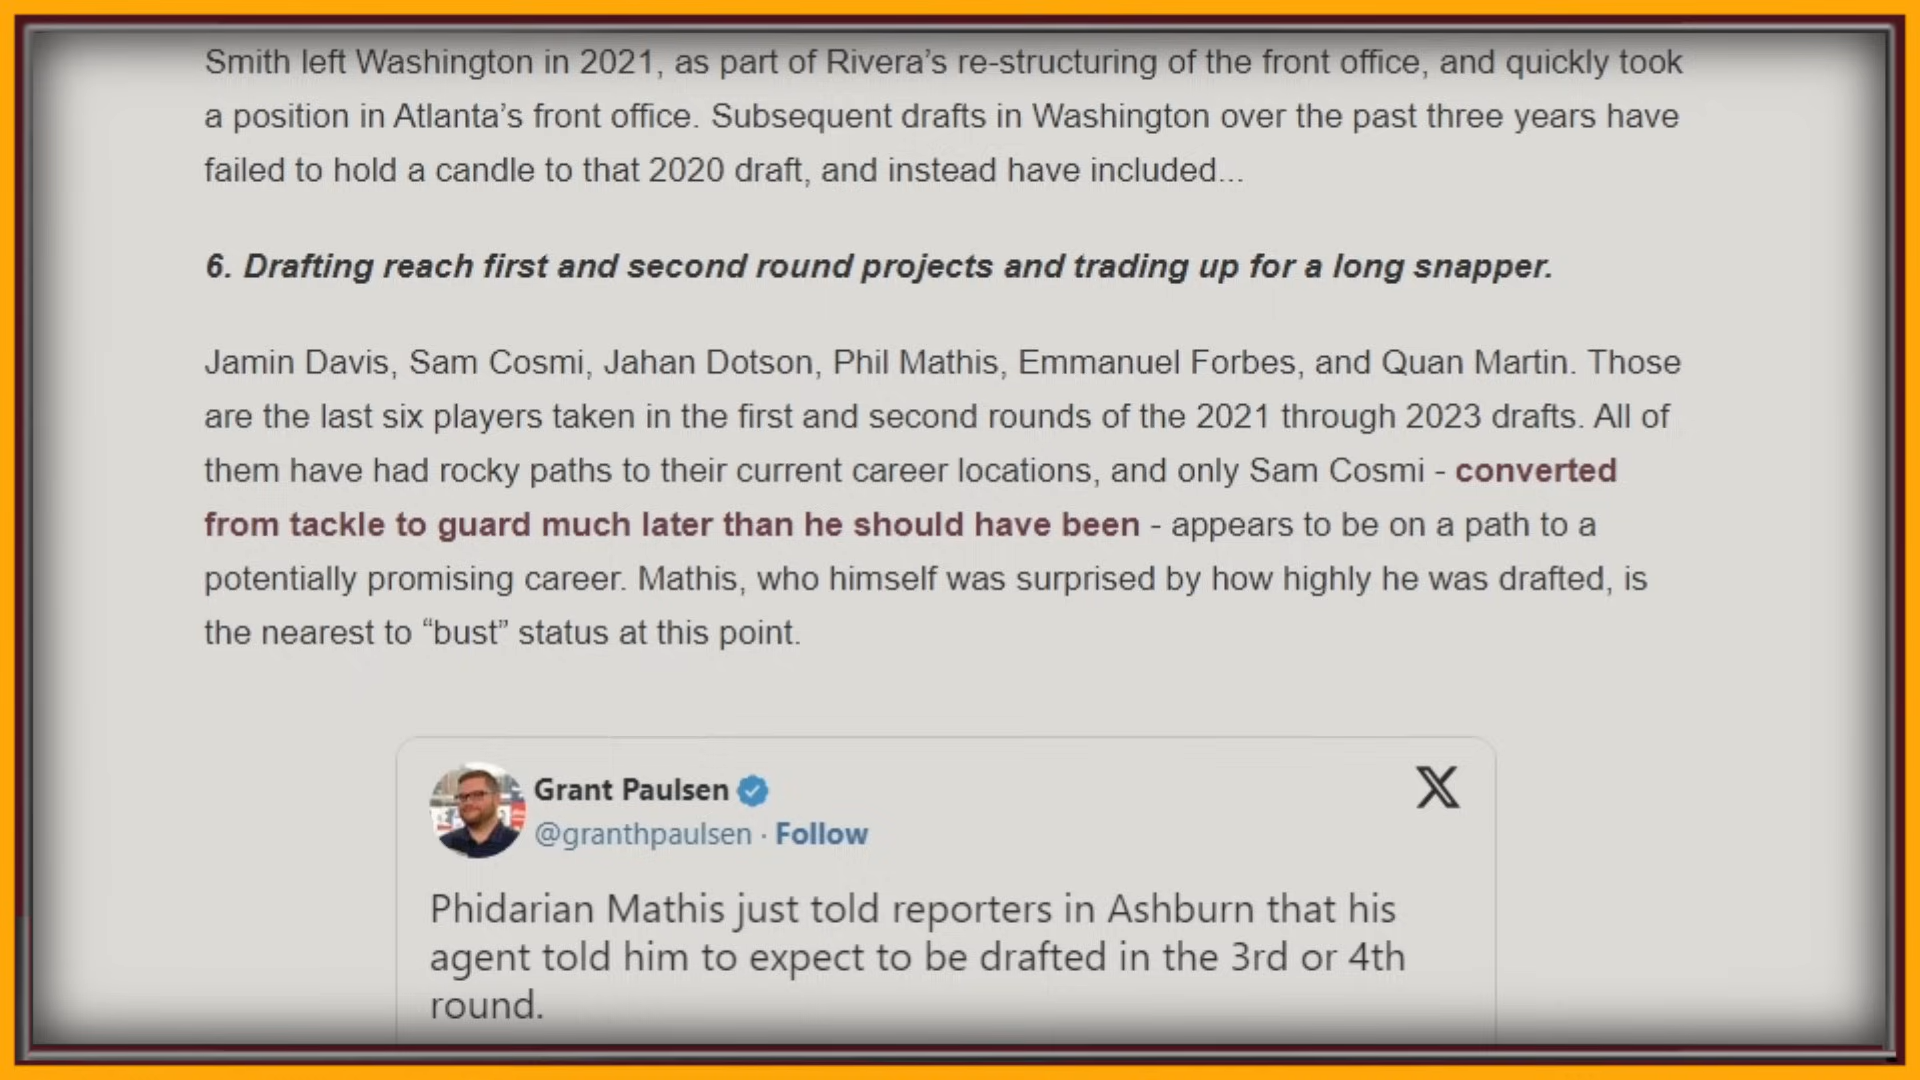 Smith left Washington in 2021, as part of Rivera’s re-structuring of the front office, and quickly took
a position in Atlanta’s front office. Subsequent drafts in Washington over the past three years have
failed to hold a candle to that 2020 draft, and instead have included...
6. Drafting reach first and second round projects and trading up for a long snapper.
Jamin Davis, Sam Cosmi, Jahan Dotson, Phil Mathis, Emmanuel Forbes, and Quan Martin. Those
are the last six players taken in the first and second rounds of the 2021 through 2023 drafts. All of
them have had rocky paths to their current career locations, and only Sam Cosmi - converted
from tackle to guard much later than he should have been - appears to be on a path to a
potentially promising career. Mathis, who himself was surprised by how highly he was drafted, is
the nearest to “bust” status at this point.
Grant Paulsen
@granthpaulsen · Follow
Phidarian Mathis just told reporters in Ashburn that his
agent told him to expect to be drafted in the 3rd or 4th
round.